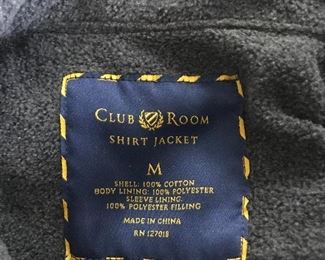 CLUB ROOM
SHIRT JACKET
M
SHELL: 100% COTTON
BODY LINING: 100% POLYESTER
SLEEVE LINING:
100% POLYESTER FILLING
MADE IN CHINA
RN 127018